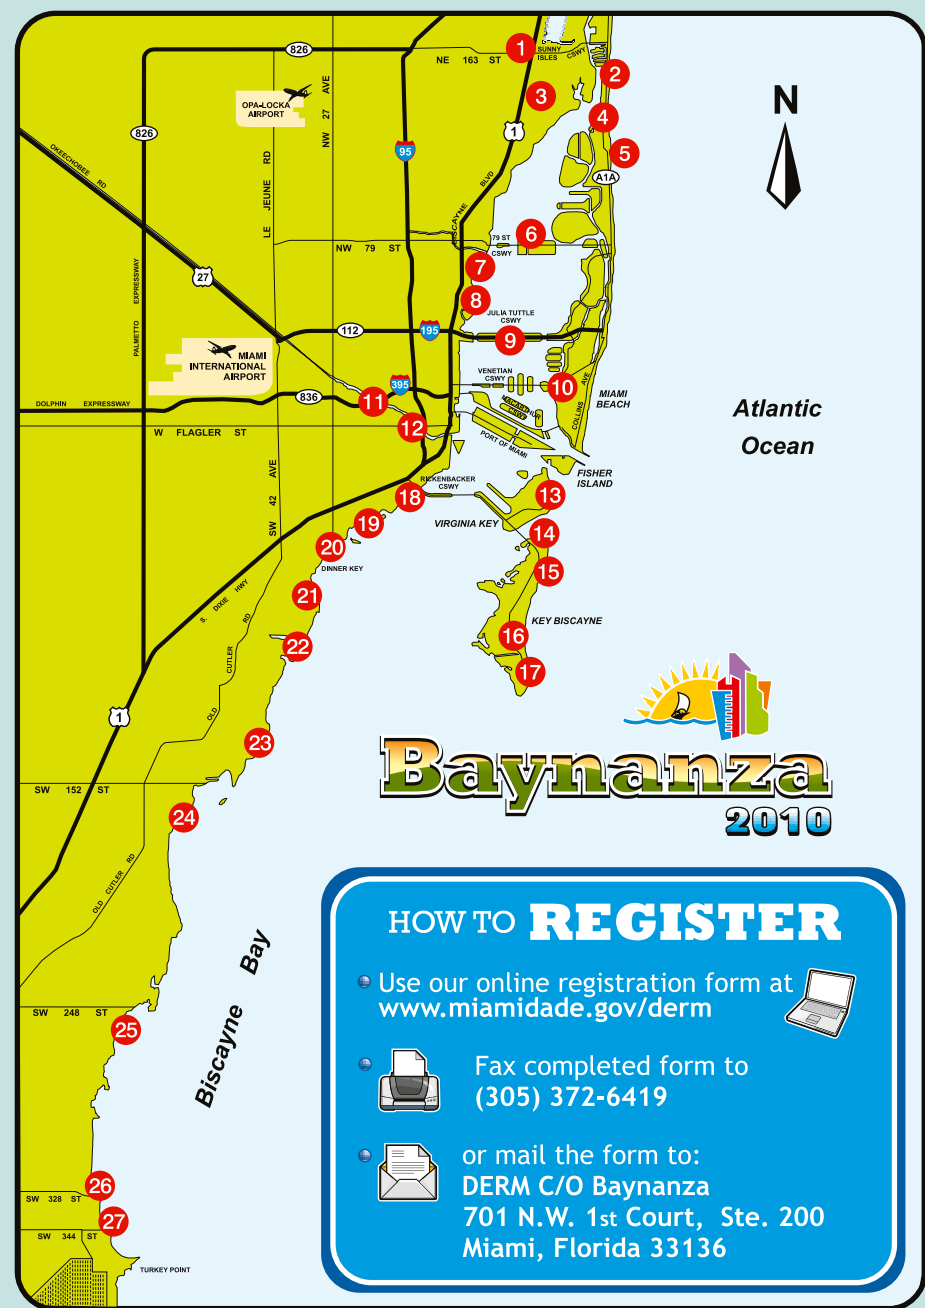 826
NE 163 ST
1
SUNNY
ISLES CSWY
2
3
4
5
A1A
N
OPA-LOCKA
AIRPORT
NW 27 AVE
826
OKEECHOBEE RD
LE JEUNE RD
95
1
BISCAYNE BLVD
6
79 ST
CSWY
NW 79 ST
7
27
PALMETTO EXPRESSWAY
8
JULIA TUTTLE
CSWY
112
195
9
MIAMI
INTERNATIONAL
AIRPORT
VENETIAN
CSWY
10
395
836
11
DOLPHIN EXPRESSWAY
MACARTHUR
CSWY
COLLINS AVE
MIAMI
BEACH
Atlantic
Ocean
12
W FLAGLER ST
PORT OF MIAMI
FISHER
ISLAND
SW 42 AVE
RICKENBACKER
CSWY
18
13
VIRGINIA KEY
19
14
20
DINNER KEY
15
S. DIXIE HWY
21
OLD CUTLER RD
22
KEY BISCAYNE
16
17
1
23
Baynanza
2010
SW 152 ST
24
OLD CUTLER RD
Biscayne Bay
SW 248 ST
25
26
SW 328 ST
27
SW 344 ST
TURKEY POINT
HOW TO REGISTER
Use our online registration form at
www.miamidade.gov/derm
Fax completed form to
(305) 372-6419
or mail the form to:
DERM C/O Baynanza
701 N.W. 1st Court, Ste. 200
Miami, Florida 33136